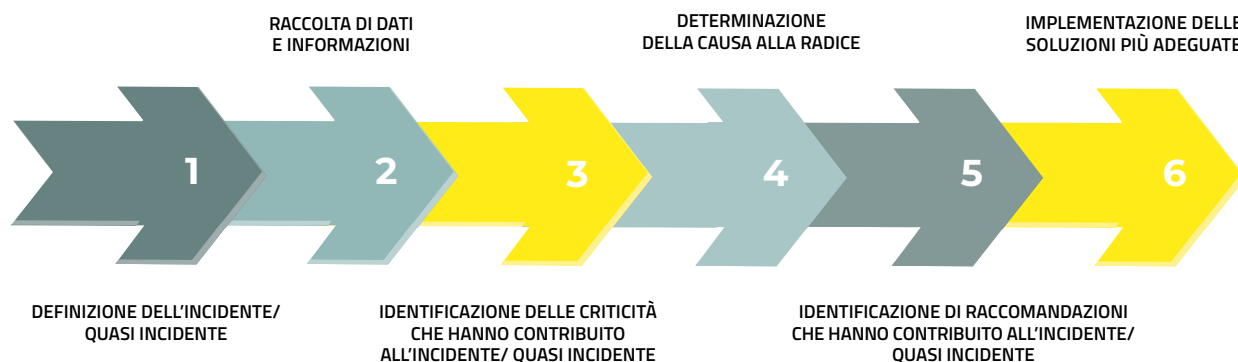 RACCOLTA DI DATI
E INFORMAZIONI
DETERMINAZIONE
DELLA CAUSA ALLA RADICE
IMPLEMENTAZIONE DELLE
SOLUZIONI PIÙ ADEGUATE
1
2
3
4
5
6
DEFINIZIONE DELL'INCIDENTE/
QUASI INCIDENTE
IDENTIFICAZIONE DELLE CRITICITÀ
CHE HANNO CONTRIBUITO
ALL'INCIDENTE/ QUASI INCIDENTE
IDENTIFICAZIONE DI RACCOMANDAZIONI
CHE HANNO CONTRIBUITO ALL'INCIDENTE/
QUASI INCIDENTE